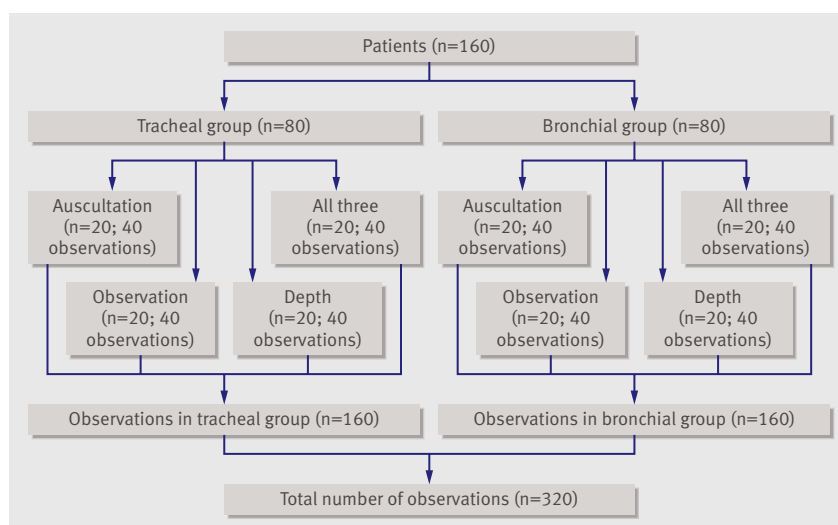 Patients (n=160)
Tracheal group (n=80)
Bronchial group (n=80)
Auscultation
(n=20; 40
observations)
All three
(n=20; 40
observations)
Auscultation
(n=20; 40
observations)
All three
(n=20; 40
observations)
Observation
(n=20; 40
observations)
Depth
(n=20; 40
observations)
Observation
(n=20; 40
observations)
Depth
(n=20; 40
observations)
Observations in tracheal group (n=160)
Observations in bronchial group (n=160)
Total number of observations (n=320)